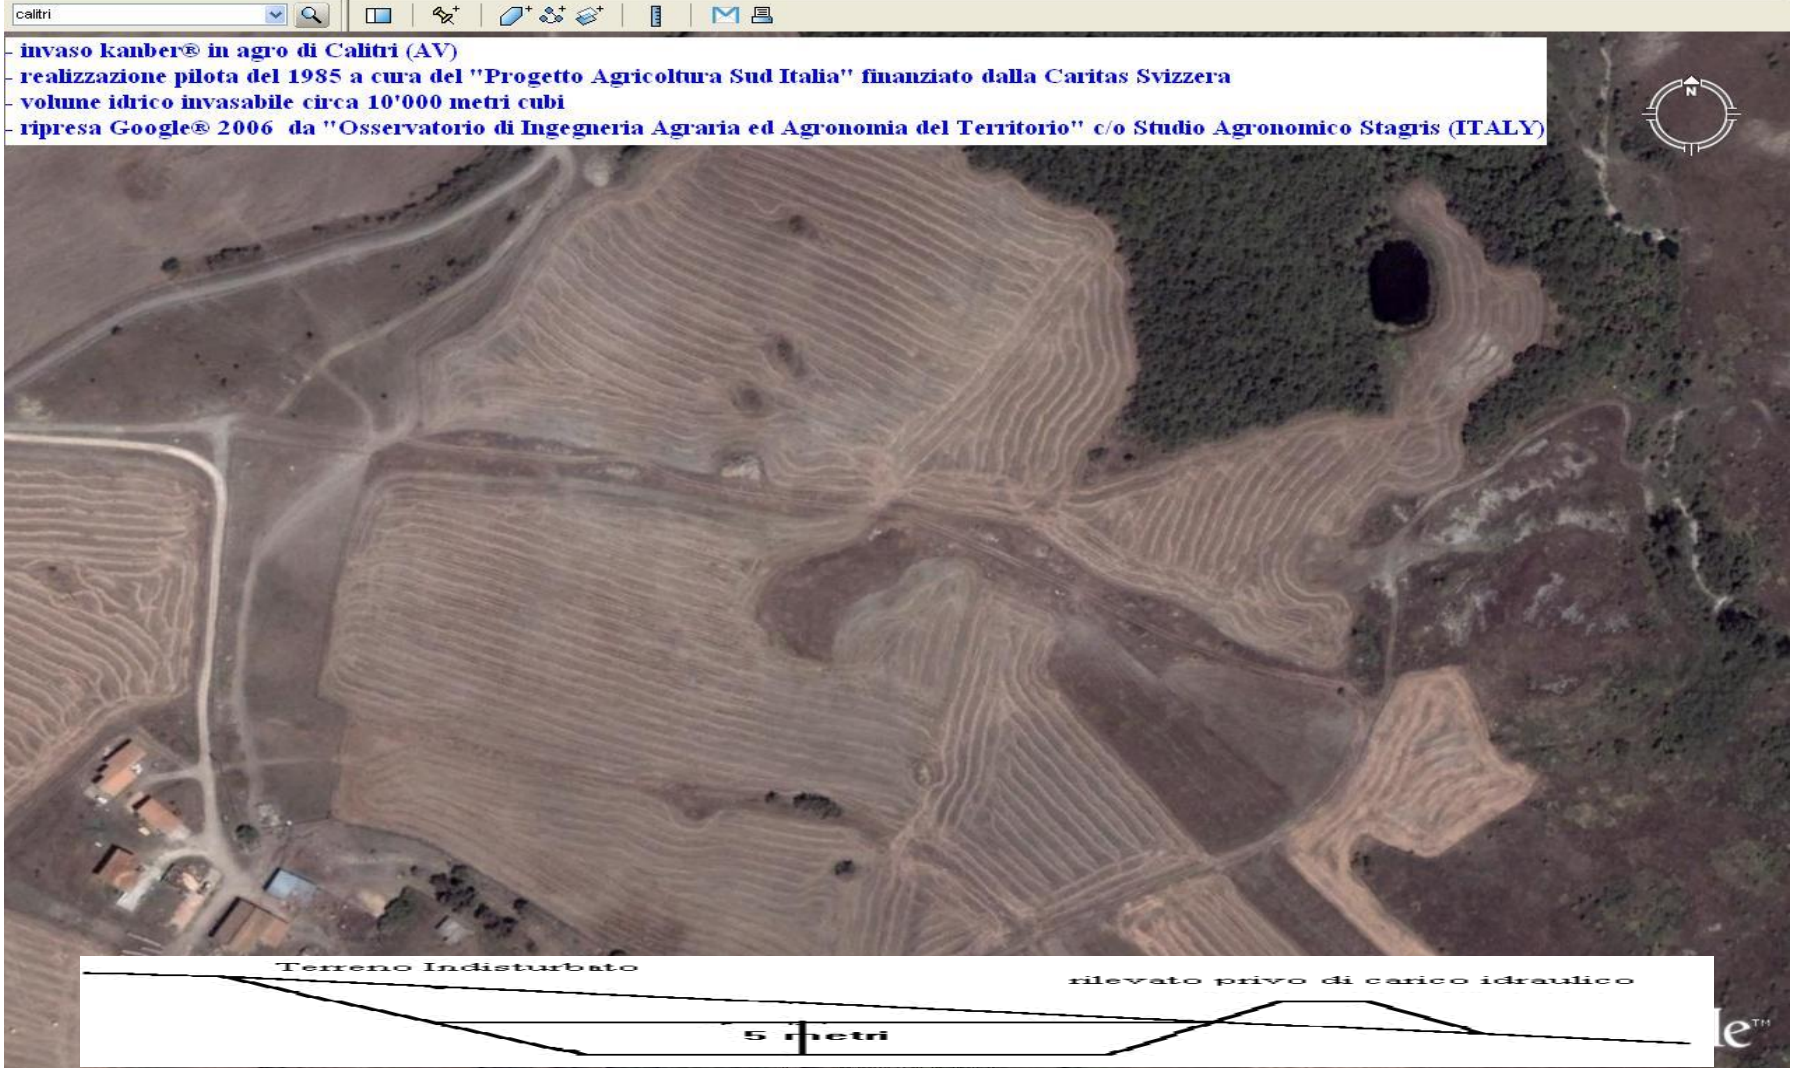 calitri
- invaso kanber® in agro di Calitri (AV)
- realizzazione pilota del 1985 a cura del "Progetto Agricoltura Sud Italia" finanziato dalla Caritas Svizzera
- volume idrico invasabile circa 10'000 metri cubi
- ripresa Google® 2006 da "Osservatorio di Ingegneria Agraria ed Agronomia del Territorio" c/o Studio Agronomico Stagris (ITALY)
N
Terreno Indisturbato
rilevato privo di carico idraulico
5 metri
le™